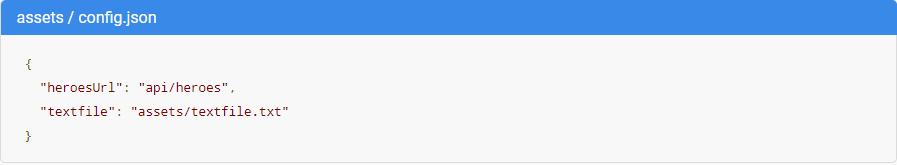 assets / config.json
{
  "heroesUrl": "api/heroes",
  "textfile": "assets/textfile.txt"
}